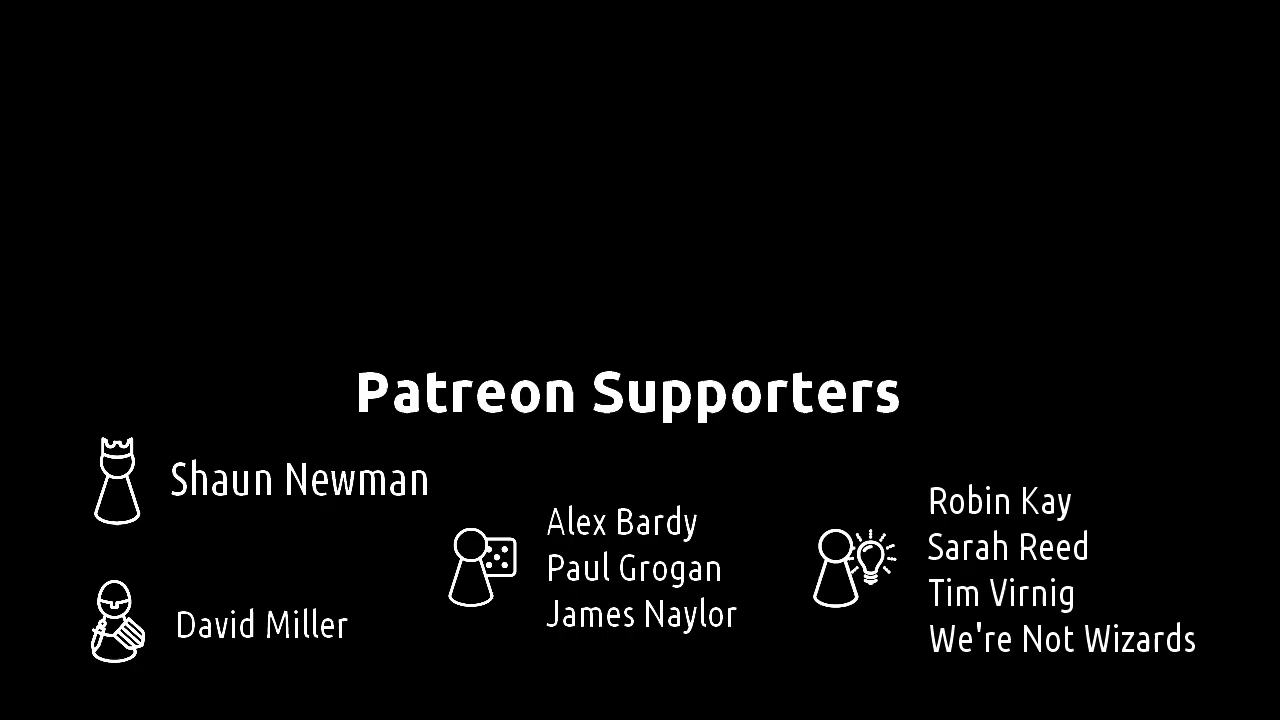 Patreon Supporters
Shaun Newman
David Miller
Alex Bardy
Paul Grogan
James Naylor
Robin Kay
Sarah Reed
Tim Virnig
We're Not Wizards